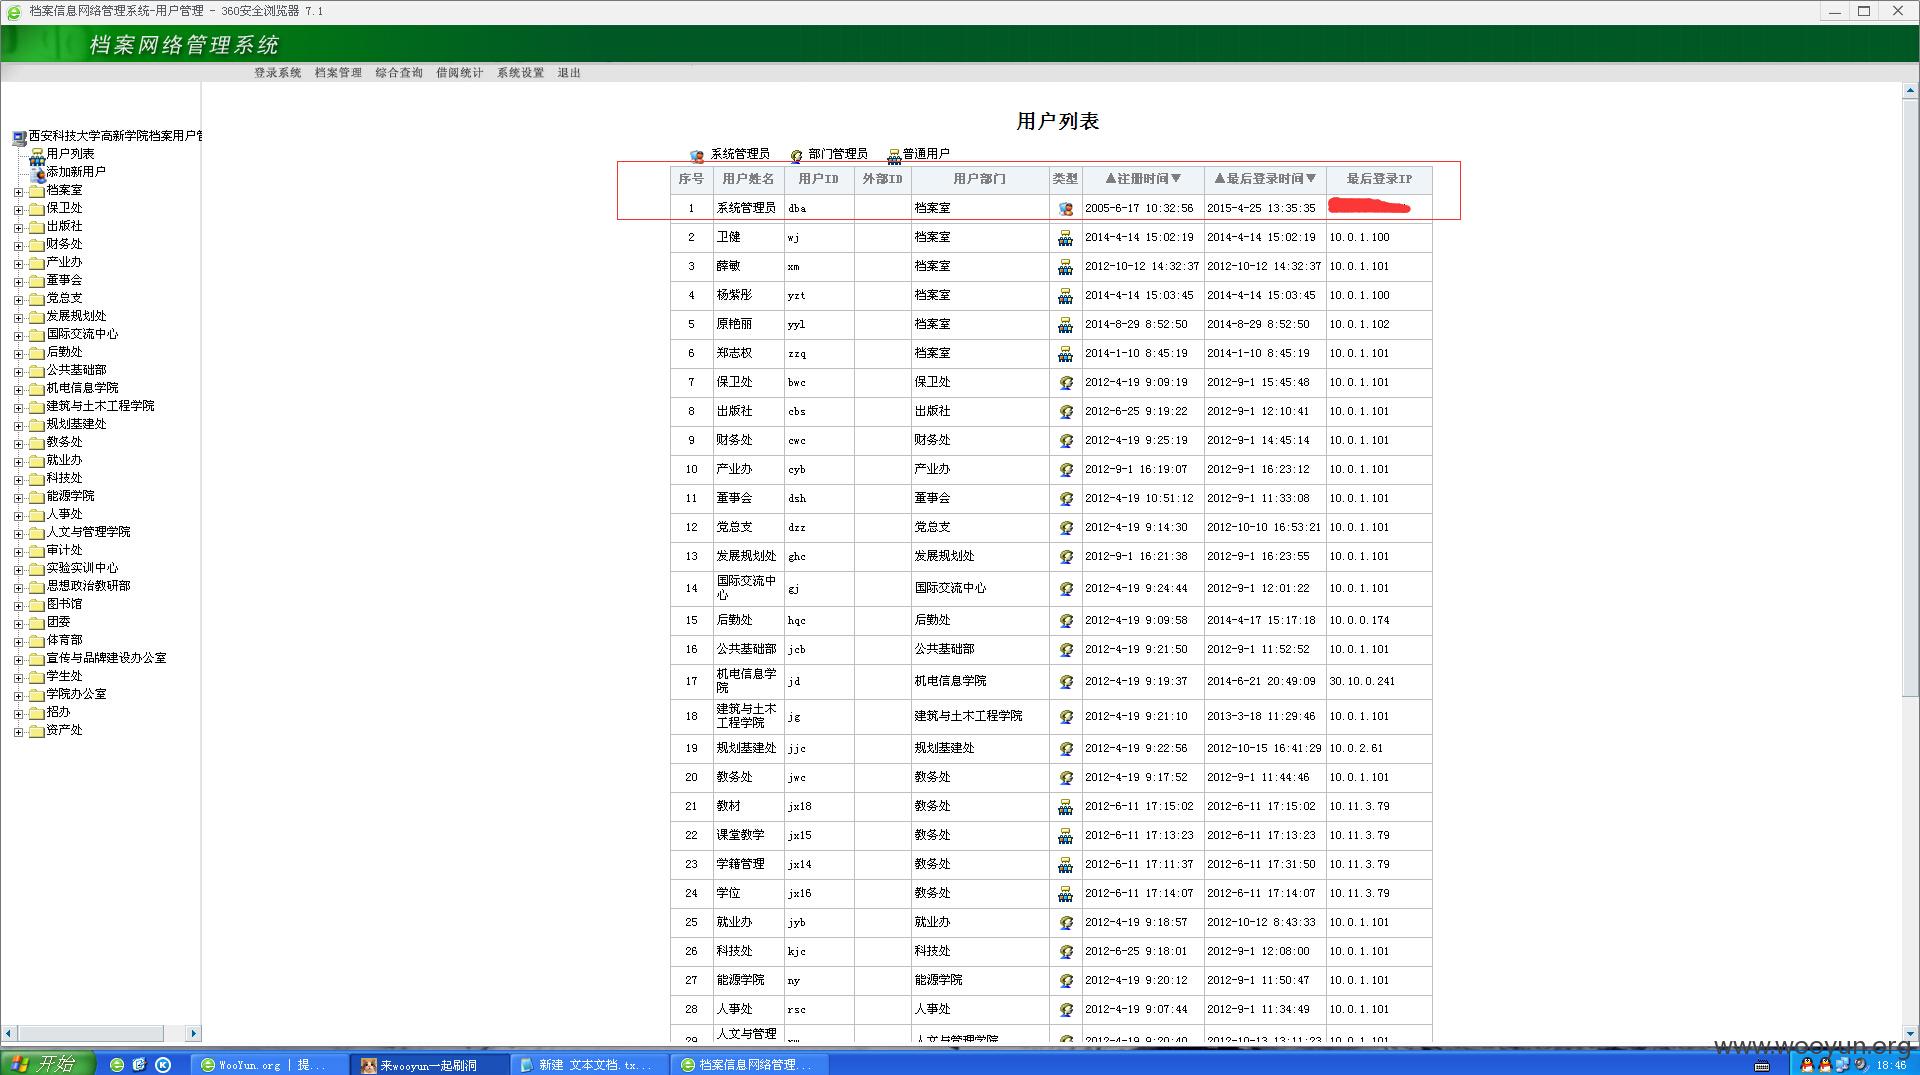 档案信息网络管理系统-用户管理 - 360安全浏览器 7.1
档案网络管理系统
登录系统 档案管理 综合查询 借阅统计 系统设置 退出
西安科技大学高新学院档案用户管
用户列表
添加新用户
档案室
保卫处
出版社
财务处
产业办
董事会
党总支
发展规划处
国际交流中心
后勤处
公共基础部
机电信息学院
建筑与土木工程学院
规划基建处
教务处
就业办
科技处
能源学院
人事处
人文与管理学院
审计处
实验实训中心
思想政治教研部
图书馆
团委
体育部
宣传与品牌建设办公室
学生处
学院办公室
招办
资产处
用户列表
系统管理员 部门管理员 普通用户
序号 用户姓名 用户ID 外部ID 用户部门 类型 ▲注册时间▼ ▲最后登录时间▼ 最后登录IP
1 系统管理员 dba 档案室 2005-6-17 10:32:56 2015-4-25 13:35:35
2 卫健 wj 档案室 2014-4-14 15:02:19 2014-4-14 15:02:19 10.0.1.100
3 薛敏 xm 档案室 2012-10-12 14:32:37 2012-10-12 14:32:37 10.0.1.101
4 杨紫彤 yzt 档案室 2014-4-14 15:03:45 2014-4-14 15:03:45 10.0.1.100
5 原艳丽 yyl 档案室 2014-8-29 8:52:50 2014-8-29 8:52:50 10.0.1.102
6 郑志权 zzq 档案室 2014-1-10 8:45:19 2014-1-10 8:45:19 10.0.1.101
7 保卫处 bwc 保卫处 2012-4-19 9:09:19 2012-9-1 15:45:48 10.0.1.101
8 出版社 cbs 出版社 2012-6-25 9:19:22 2012-9-1 12:10:41 10.0.1.101
9 财务处 cwc 财务处 2012-4-19 9:25:19 2012-9-1 14:45:14 10.0.1.101
10 产业办 cyb 产业办 2012-9-1 16:19:07 2012-9-1 16:23:12 10.0.1.101
11 董事会 dsh 董事会 2012-4-19 10:51:12 2012-9-1 11:33:08 10.0.1.101
12 党总支 dzz 党总支 2012-4-19 9:14:30 2012-10-10 16:53:21 10.0.1.101
13 发展规划处 ghc 发展规划处 2012-9-1 16:21:38 2012-9-1 16:23:55 10.0.1.101
14 国际交流中心 gj 国际交流中心 2012-4-19 9:24:44 2012-9-1 12:01:22 10.0.1.101
15 后勤处 hqc 后勤处 2012-4-19 9:09:58 2014-4-17 15:17:18 10.0.0.174
16 公共基础部 jcb 公共基础部 2012-4-19 9:21:50 2012-9-1 11:52:52 10.0.1.101
17 机电信息学院 jd 机电信息学院 2012-4-19 9:19:37 2014-6-21 20:49:09 30.10.0.241
18 建筑与土木工程学院 jg 建筑与土木工程学院 2012-4-19 9:21:10 2013-3-18 11:29:46 10.0.1.101
19 规划基建处 jjc 规划基建处 2012-4-19 9:22:56 2012-10-15 16:41:29 10.0.2.61
20 教务处 jwc 教务处 2012-4-19 9:17:52 2012-9-1 11:44:46 10.0.1.101
21 教材 jx18 教务处 2012-6-11 17:15:02 2012-6-11 17:15:02 10.11.3.79
22 课堂教学 jx15 教务处 2012-6-11 17:13:23 2012-6-11 17:13:23 10.11.3.79
23 学籍管理 jx14 教务处 2012-6-11 17:11:37 2012-6-11 17:31:50 10.11.3.79
24 学位 jx16 教务处 2012-6-11 17:14:07 2012-6-11 17:14:07 10.11.3.79
25 就业办 jyb 就业办 2012-4-19 9:18:57 2012-10-12 8:43:33 10.0.1.101
26 科技处 kjc 科技处 2012-6-25 9:18:01 2012-9-1 12:08:00 10.0.1.101
27 能源学院 ny 能源学院 2012-4-19 9:20:12 2012-9-1 11:50:47 10.0.1.101
28 人事处 rsc 人事处 2012-4-19 9:07:44 2012-9-1 11:34:49 10.0.1.101
29 人文与管理 人文与管理学院 2012-4-19 9:20:40 2012-10-13 10.0.1.101
www.wooyun.org
开始 WooYun.org | 提... 来wooyun一起刷洞 新建 文本文档.tx... 档案信息网络管理... 18:46